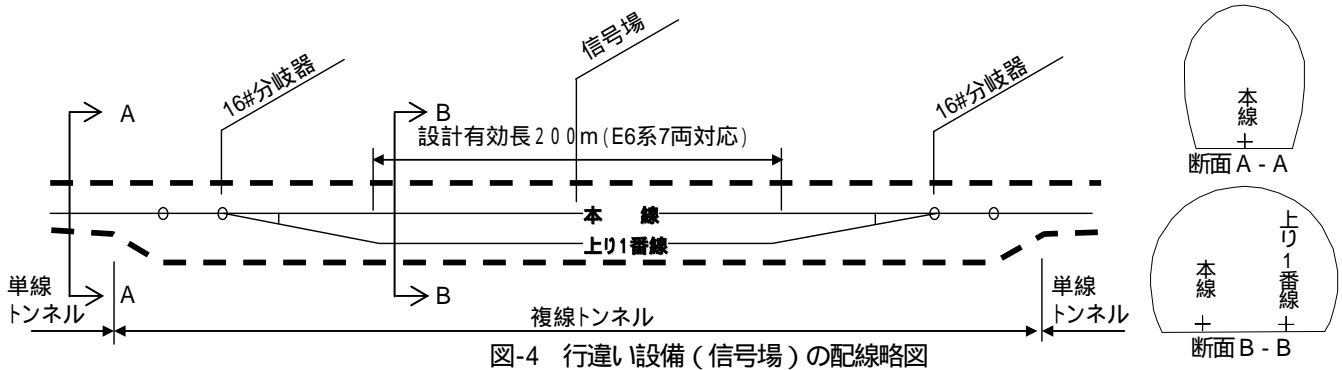 信号場
16#分岐器
16#分岐器
A
B
設計有効長200m(E6系7両対応)
本線
上り1番線
A
B
単線
トンネル
複線トンネル
単線
トンネル
図-4 行違い設備(信号場)の配線略図
本線
断面A-A
本線
上り1番線
断面B-B